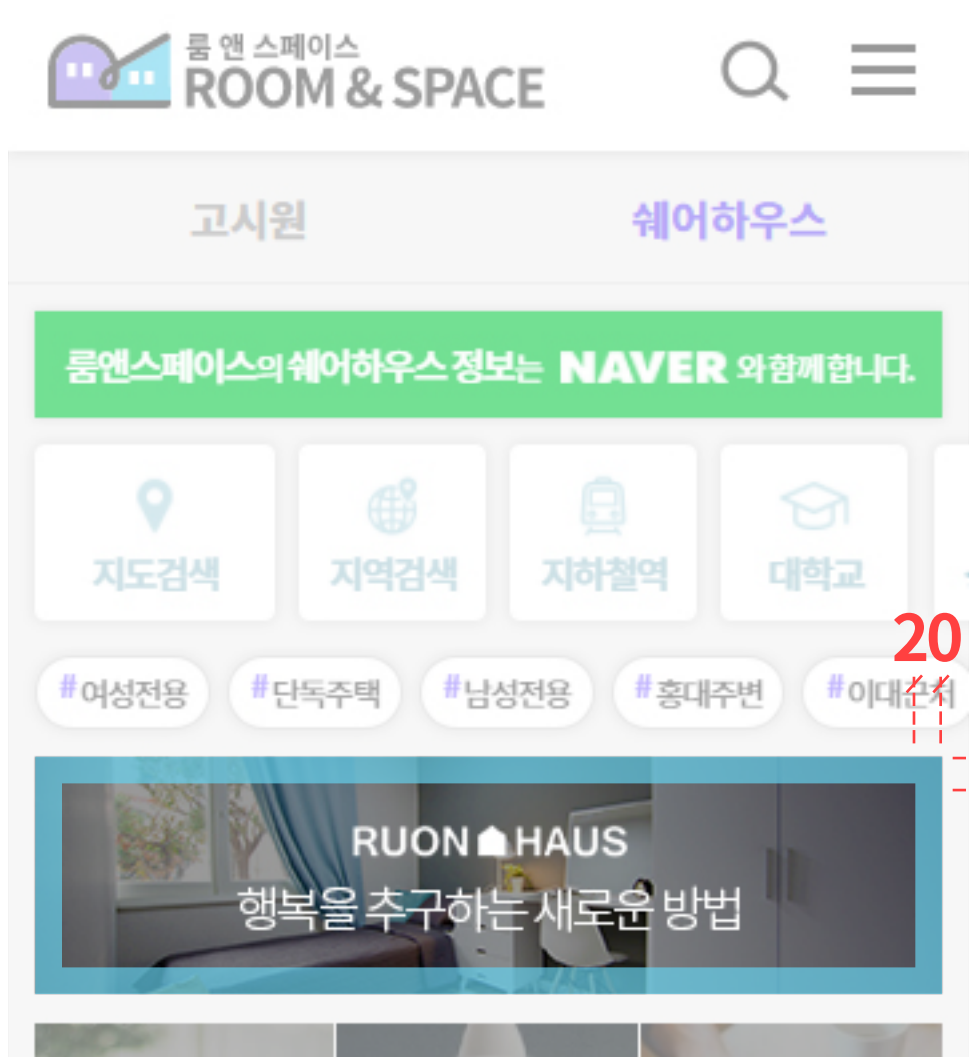 룸 앤 스페이스
ROOM & SPACE
고시원
쉐어하우스
룸앤스페이스의 쉐어하우스 정보는 NAVER 와 함께 합니다.
지도검색
지역검색
지하철역
대학교
20
#여성전용
#단독주택
#남성전용
#홍대주변
#이대근처
RUON HAUS
행복을 추구하는 새로운 방법